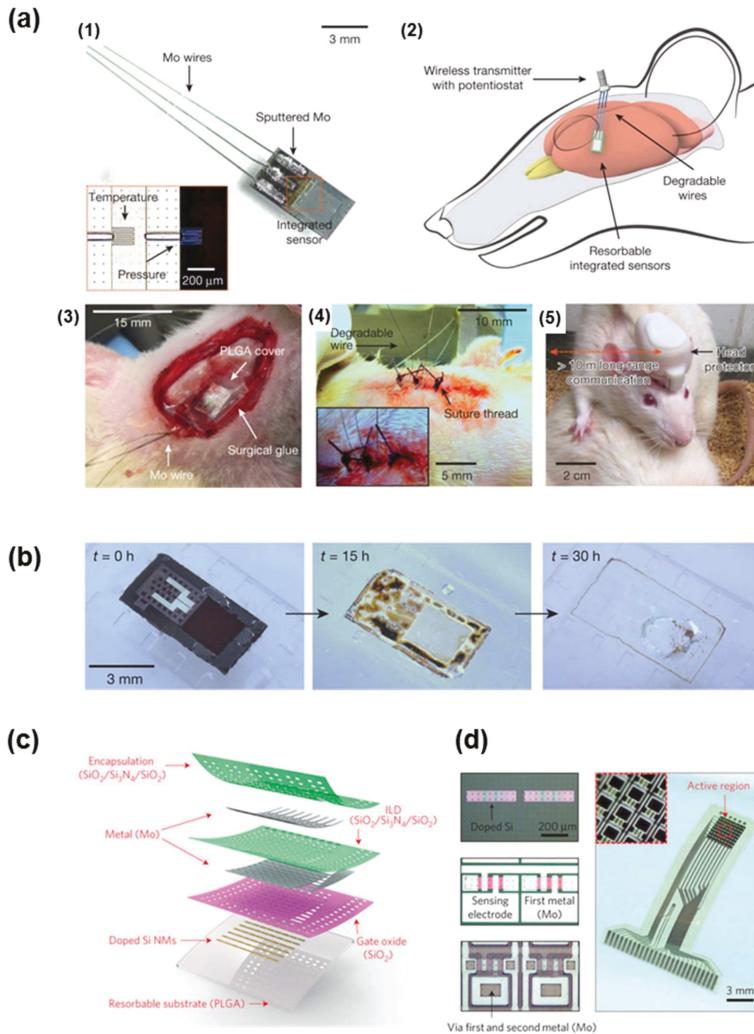 (a)
(1)
3 mm
Mo wires
Sputtered Mo
Temperature
Pressure
200 μm
Integrated
sensor
(2)
Wireless transmitter
with potentiostat
Degradable
wires
Resorbable
integrated sensors
(3)
15 mm
PLGA cover
Mo wire
Surgical glue
(4)
Degradable
wire
10 mm
Suture thread
5 mm
(5)
> 10 m long-range
communication
Head
protector
2 cm
(b)
t = 0 h
3 mm
t = 15 h
t = 30 h
(c)
Encapsulation
(SiO₂/Si₃N₄/SiO₂)
ILD
(SiO₂/Si₃N₄/SiO₂)
Metal (Mo)
Doped Si NMs
Gate oxide
(SiO₂)
Resorbable substrate (PLGA)
(d)
Doped Si
200 μm
Sensing
electrode
First metal
(Mo)
Via first and second metal (Mo)
Active region
3 mm